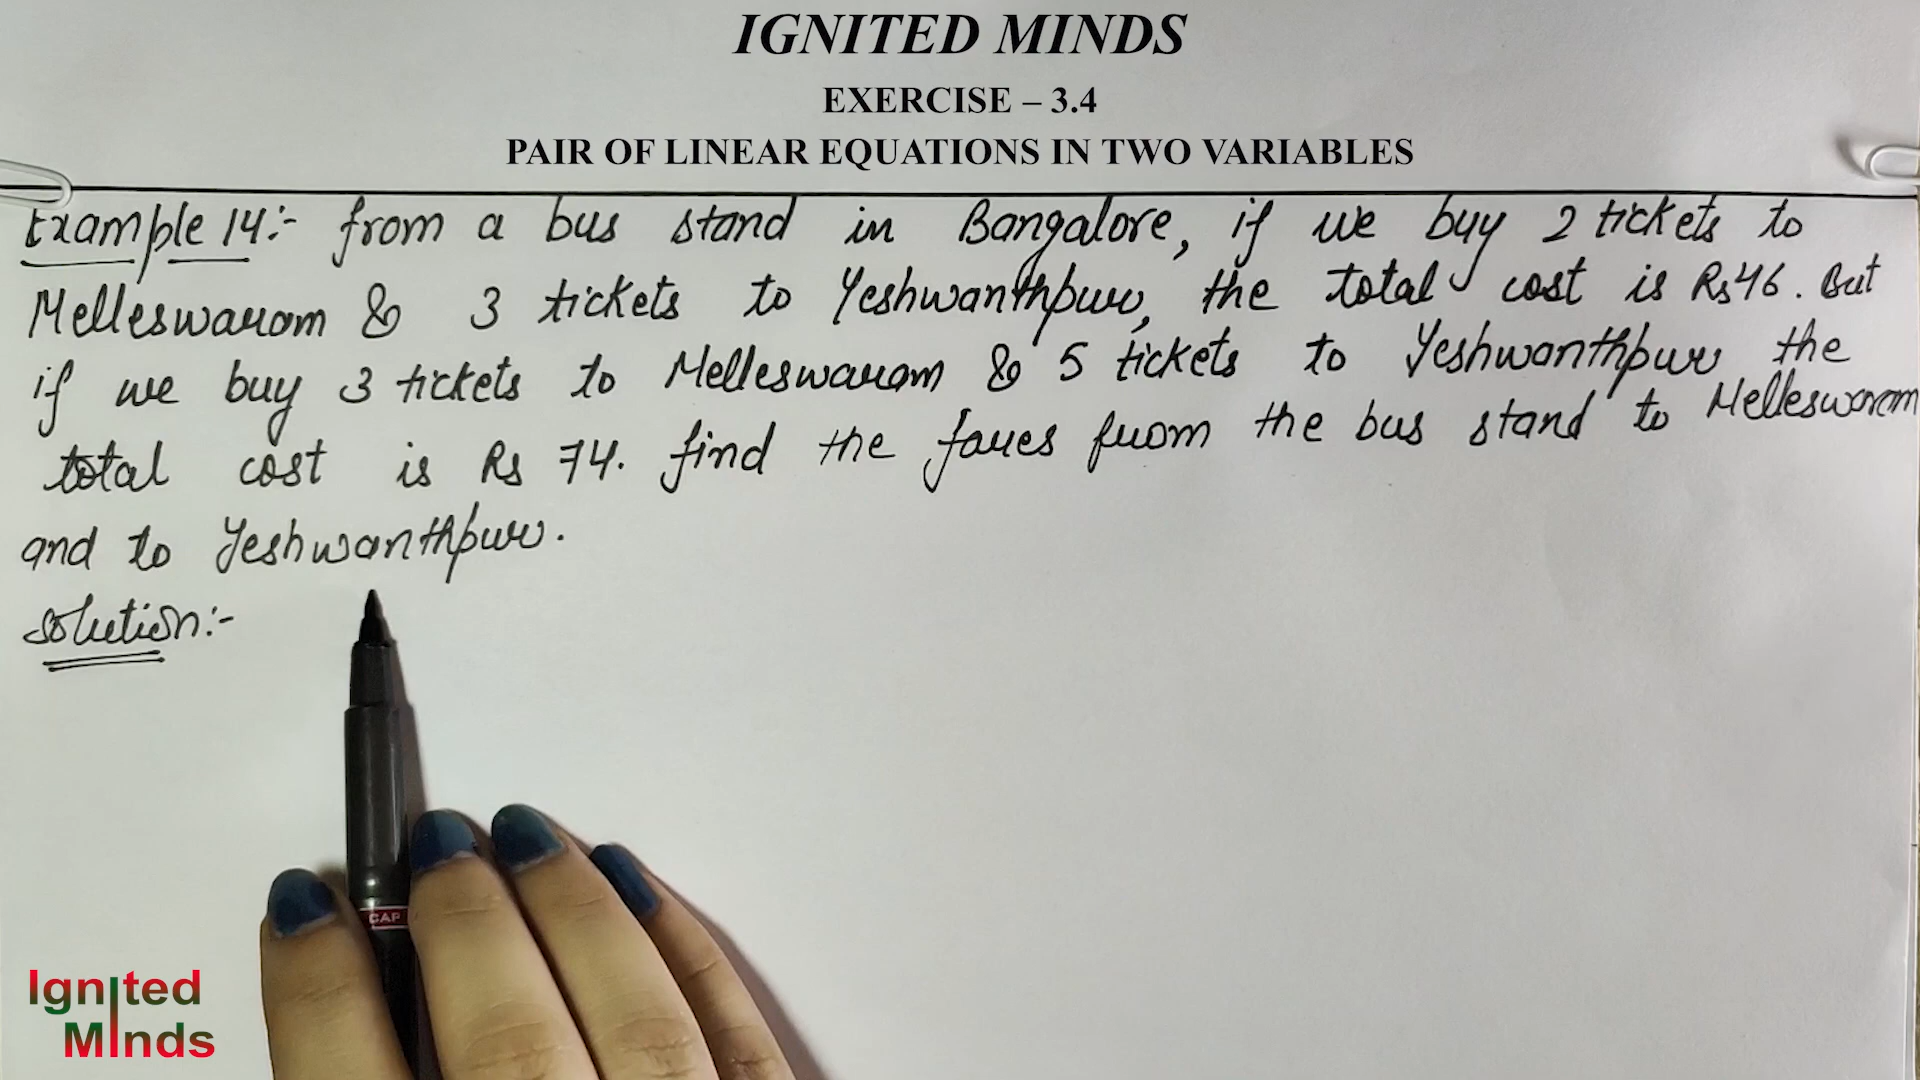 IGNITED MINDS
EXERCISE – 3.4
PAIR OF LINEAR EQUATIONS IN TWO VARIABLES
Example 14:- from a bus stand in Bangalore, if we buy 2 tickets to
Melleswaram & 3 tickets to Yeshwanthpur, the total cost is Rs 46. But
if we buy 3 tickets to Melleswaram & 5 tickets to Yeshwanthpur the
total cost is Rs 74. find the fares from the bus stand to Melleswaram
and to Yeshwanthpur.
solution:-
CAP
Ignited
Minds